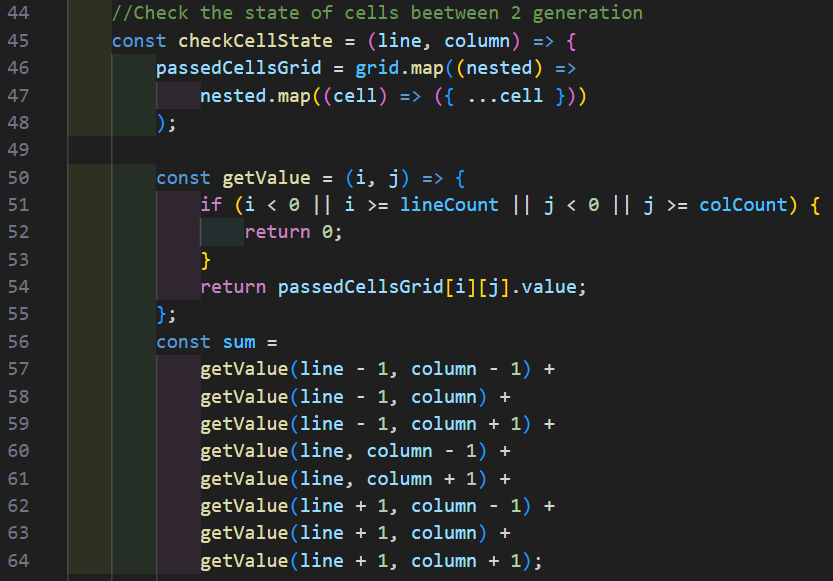 44 //Check the state of cells beetween 2 generation
45 const checkCellState = (line, column) => {
46 passedCellsGrid = grid.map((nested) =>
47 nested.map((cell) => ({ ...cell }))
48 );
49
50 const getValue = (i, j) => {
51 if (i < 0 || i >= lineCount || j < 0 || j >= colCount) {
52 return 0;
53 }
54 return passedCellsGrid[i][j].value;
55 };
56 const sum =
57 getValue(line - 1, column - 1) +
58 getValue(line - 1, column) +
59 getValue(line - 1, column + 1) +
60 getValue(line, column - 1) +
61 getValue(line, column + 1) +
62 getValue(line + 1, column - 1) +
63 getValue(line + 1, column) +
64 getValue(line + 1, column + 1);